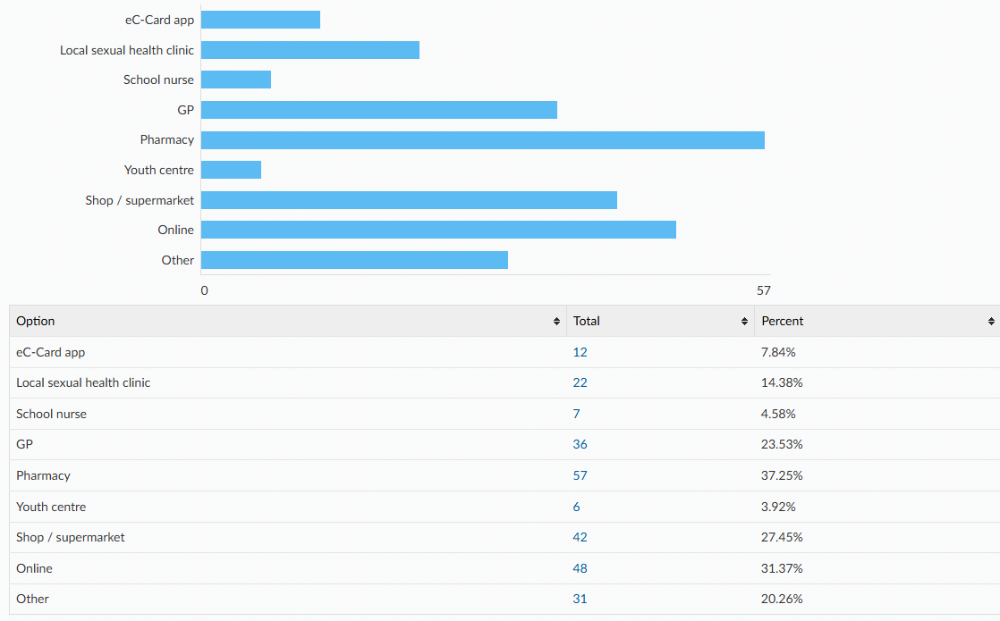 eC-Card app
Local sexual health clinic
School nurse
GP
Pharmacy
Youth centre
Shop / supermarket
Online
Other
0 57
Option Total Percent
eC-Card app 12 7.84%
Local sexual health clinic 22 14.38%
School nurse 7 4.58%
GP 36 23.53%
Pharmacy 57 37.25%
Youth centre 6 3.92%
Shop / supermarket 42 27.45%
Online 48 31.37%
Other 31 20.26%